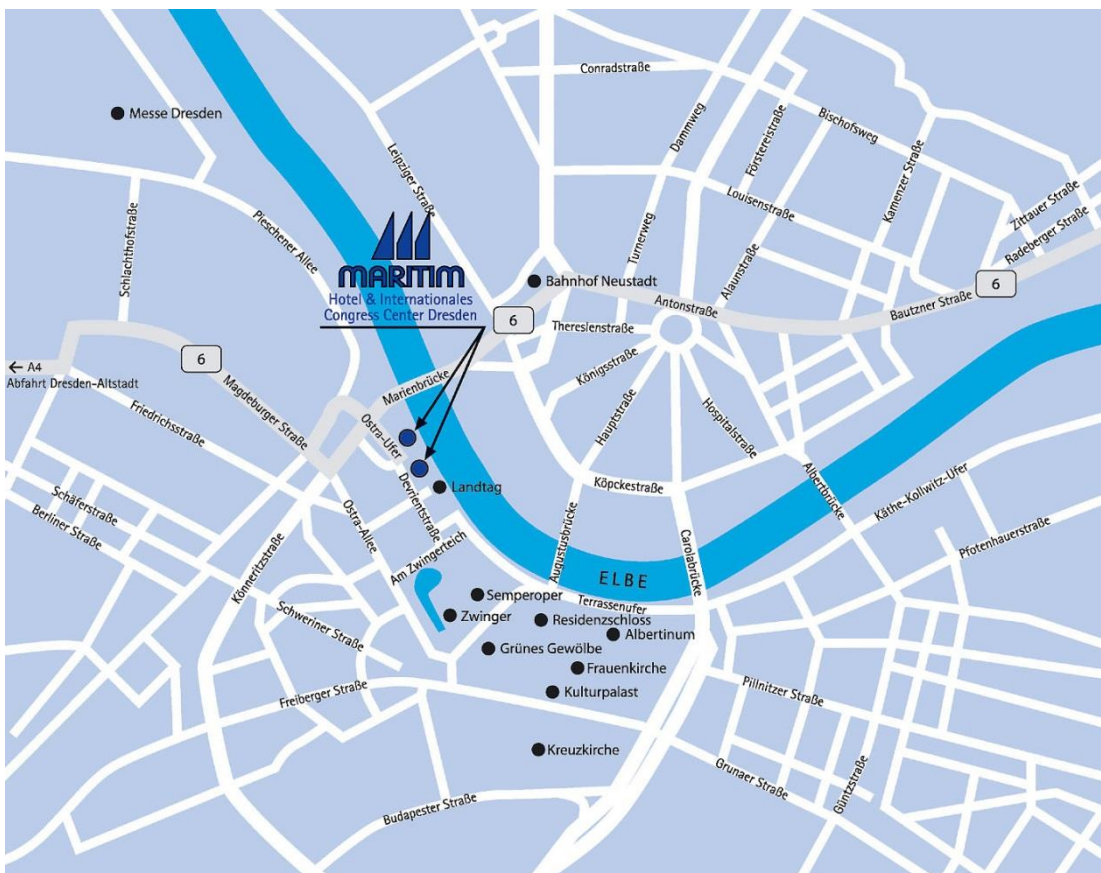 Conradstraße
Messe Dresden
Dammweg
Bischofsweg
Förstereistraße
Leipziger Straße
Kamenzer Straße
Louisenstraße
Zittauer Straße
Radeberger Straße
Schlachthofstraße
Pieschener Allee
MARITIM
Hotel & Internationales
Congress Center Dresden
Turnerweg
Alaunstraße
Bahnhof Neustadt
Antonstraße
Bautzner Straße
6
6
Thereslenstraße
6
← A4
Abfahrt Dresden-Altstadt
Magdeburger Straße
Marienbrücke
Königsstraße
Friedrichsstraße
Ostra-Ufer
Hauptstraße
Hospitalstraße
Albertbrücke
Käthe-Kollwitz-Ufer
Landtag
Köpckestraße
Schäferstraße
Berliner Straße
Devrientstraße
Ostra-Allee
Pfotenhauerstraße
Könneritzstraße
Am Zwingerteich
Augustusbrücke
Carolabrücke
ELBE
Semperoper
Terrassenufer
Zwinger
Residenzschloss
Schweriner Straße
Albertinum
Grünes Gewölbe
Frauenkirche
Freiberger Straße
Kulturpalast
Pillnitzer Straße
Kreuzkirche
Grunaer Straße
Güntzstraße
Budapester Straße